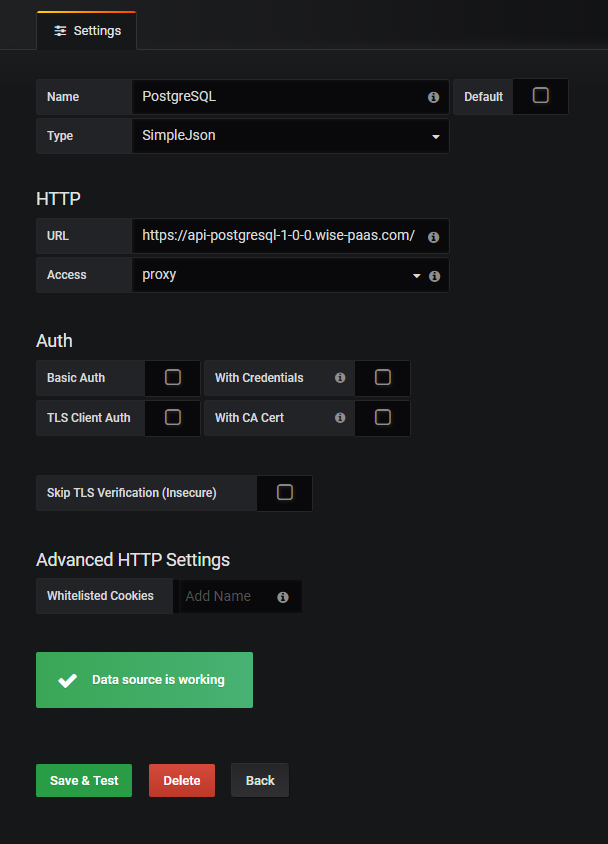 Settings
Name PostgreSQL Default
Type SimpleJson
HTTP
URL https://api-postgresql-1-0-0.wise-paas.com/
Access proxy
Auth
Basic Auth With Credentials
TLS Client Auth With CA Cert
Skip TLS Verification (Insecure)
Advanced HTTP Settings
Whitelisted Cookies Add Name
Data source is working
Save & Test Delete Back